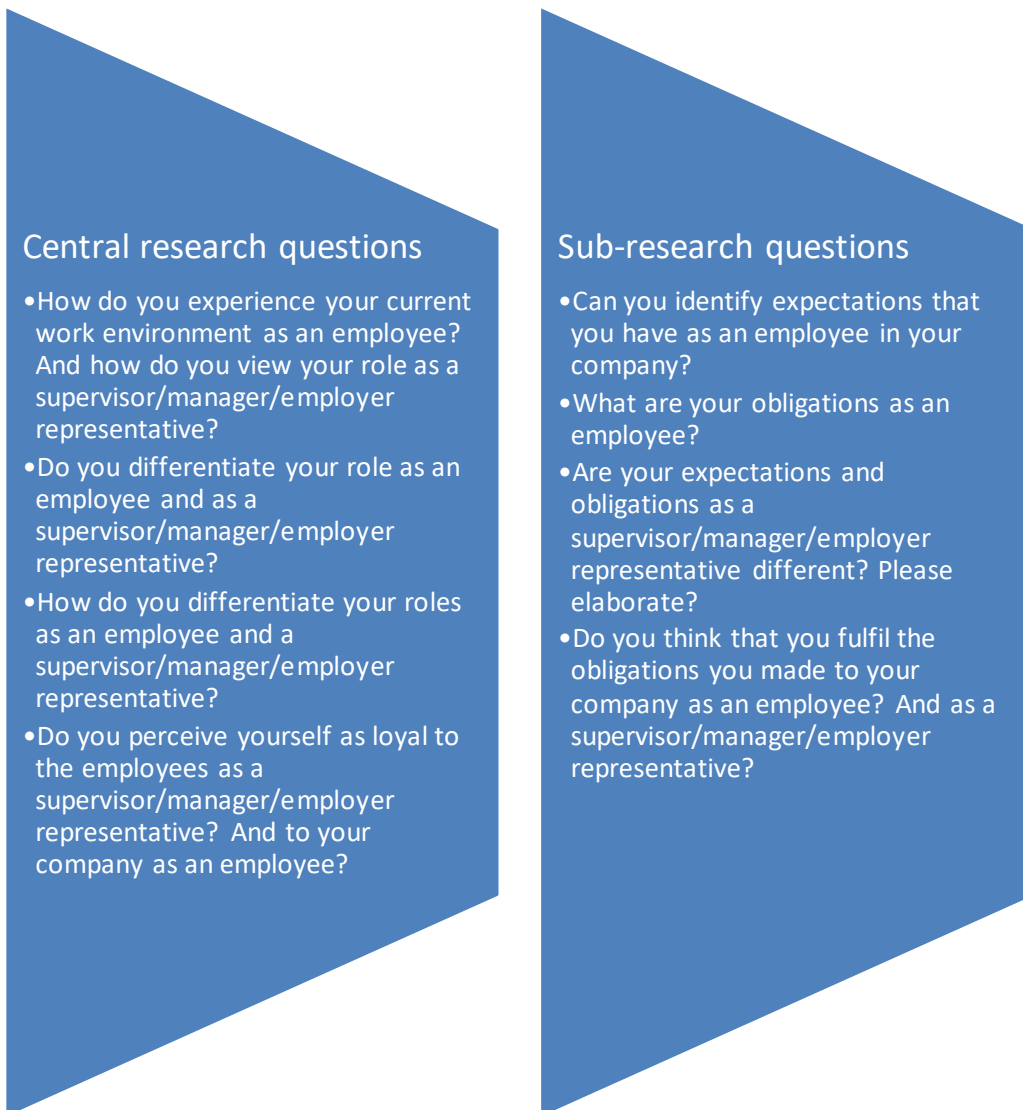 Central research questions
•How do you experience your current
work environment as an employee?
And how do you view your role as a
supervisor/manager/employer
representative?
•Do you differentiate your role as an
employee and as a
supervisor/manager/employer
representative?
•How do you differentiate your roles
as an employee and a
supervisor/manager/employer
representative?
•Do you perceive yourself as loyal to
the employees as a
supervisor/manager/employer
representative? And to your
company as an employee?
Sub-research questions
•Can you identify expectations that
you have as an employee in your
company?
•What are your obligations as an
employee?
•Are your expectations and
obligations as a
supervisor/manager/employer
representative different? Please
elaborate?
•Do you think that you fulfil the
obligations you made to your
company as an employee? And as a
supervisor/manager/employer
representative?